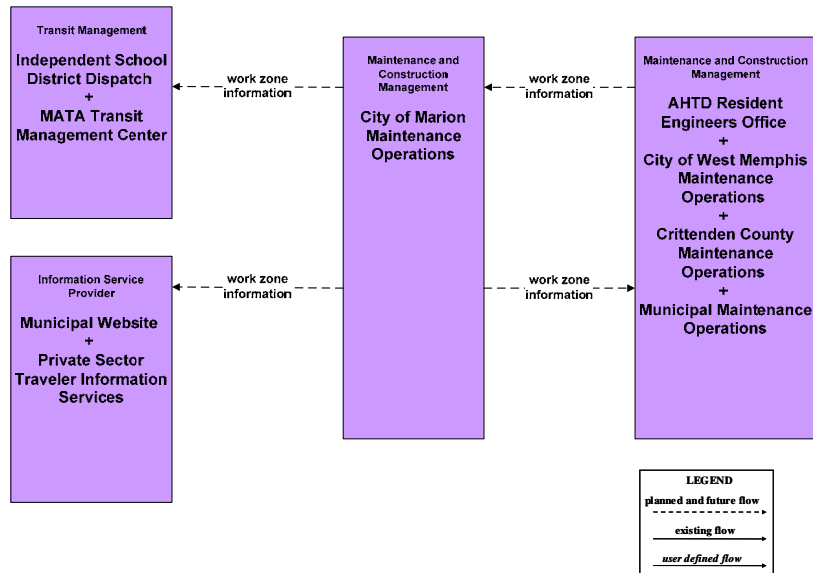 Transit Management
Independent School
District Dispatch
+
MATA Transit
Management Center
work zone
information
Maintenance and
Construction
Management
City of Marion
Maintenance
Operations
work zone
information
Maintenance and Construction
Management
AHTD Resident
Engineers Office
+
City of West Memphis
Maintenance
Operations
+
Crittenden County
Maintenance
Operations
+
Municipal Maintenance
Operations
Information Service
Provider
Municipal Website
+
Private Sector
Traveler Information
Services
work zone
information
work zone
information
LEGEND
planned and future flow
existing flow
user defined flow